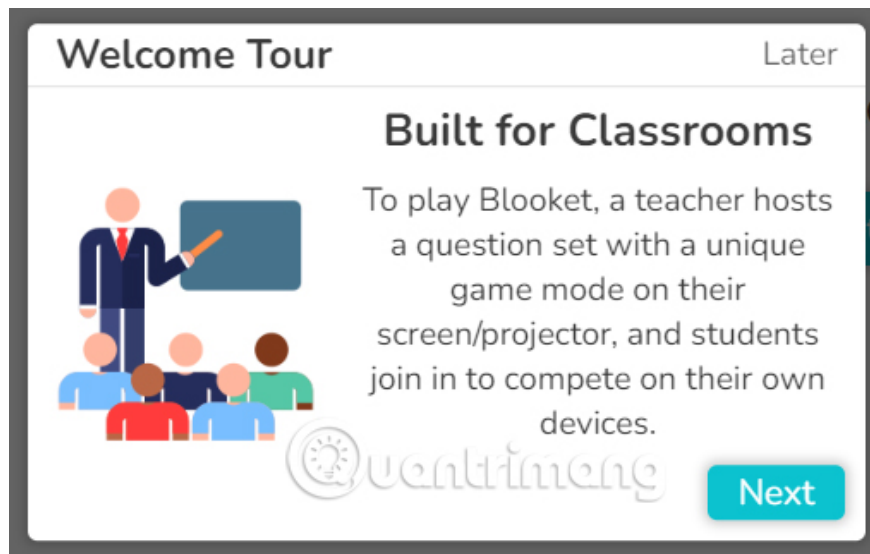 Welcome Tour
Later
Built for Classrooms
To play Blooket, a teacher hosts
a question set with a unique
game mode on their
screen/projector, and students
join in to compete on their own
devices.
Quantrimang
Next